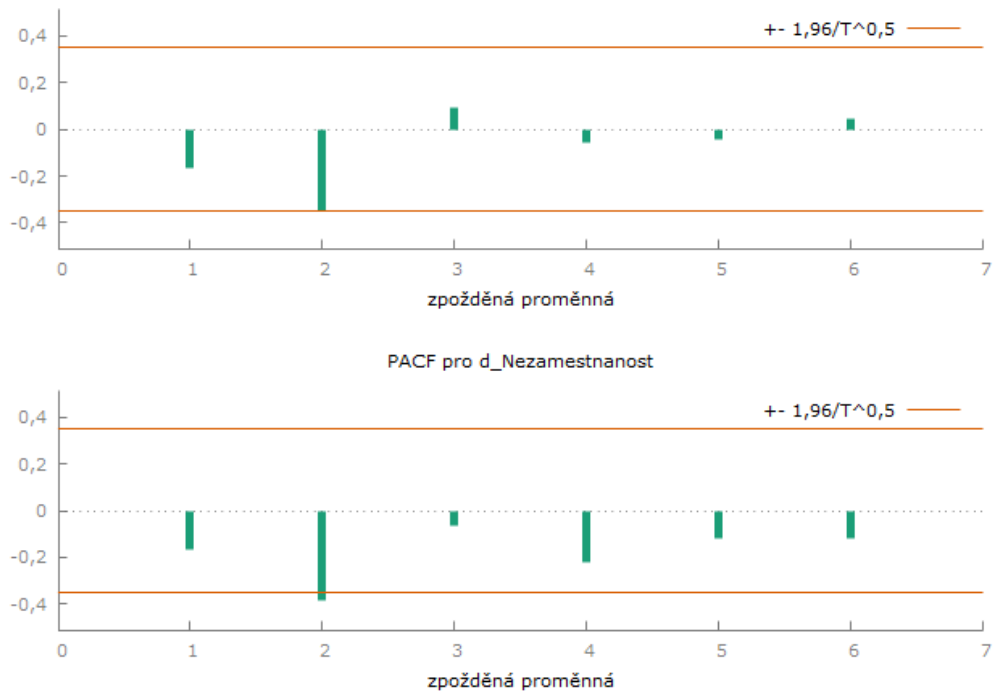 +- 1,96/T^0,5
0,4
0,2
0
-0,2
-0,4
0 1 2 3 4 5 6 7
zpožděná proměnná
PACF pro d_Nezamestnanost
+- 1,96/T^0,5
0,4
0,2
0
-0,2
-0,4
0 1 2 3 4 5 6 7
zpožděná proměnná